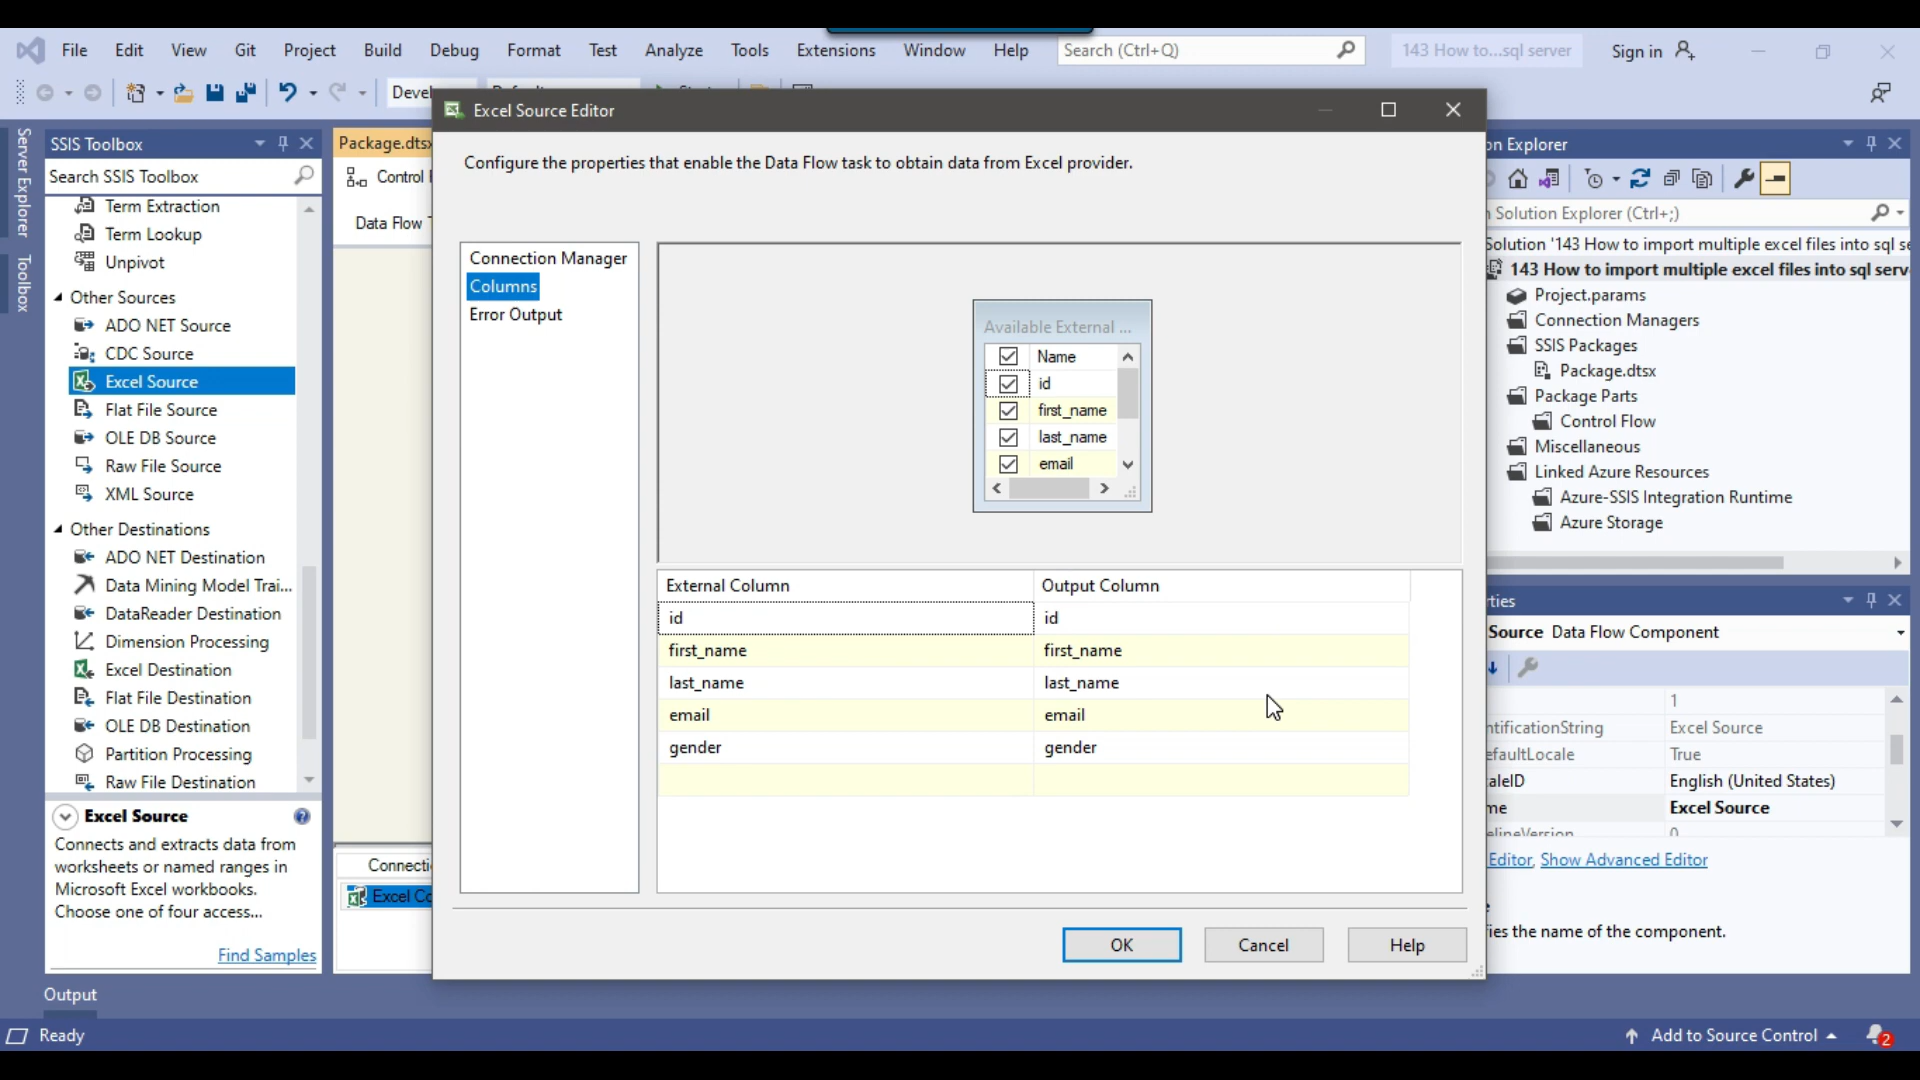 File Edit View Git Project Build Debug Format Test Analyze Tools Extensions Window Help Search (Ctrl+Q) 143 How to...sql server Sign in
Server Explorer
Toolbox
SSIS Toolbox
Search SSIS Toolbox
Term Extraction
Term Lookup
Unpivot
Other Sources
ADO NET Source
CDC Source
Excel Source
Flat File Source
OLE DB Source
Raw File Source
XML Source
Other Destinations
ADO NET Destination
Data Mining Model Trai...
DataReader Destination
Dimension Processing
Excel Destination
Flat File Destination
OLE DB Destination
Partition Processing
Raw File Destination
Excel Source
Connects and extracts data from
worksheets or named ranges in
Microsoft Excel workbooks.
Choose one of four access...
Find Samples
Package.dtsx
Control
Data Flow
Excel Source Editor
Configure the properties that enable the Data Flow task to obtain data from Excel provider.
Connection Manager
Columns
Error Output
Available External ...
Name
id
first_name
last_name
email
External Column Output Column
id id
first_name first_name
last_name last_name
email email
gender gender
OK Cancel Help
Explorer
Solution Explorer (Ctrl+;)
Solution '143 How to import multiple excel files into sql se
143 How to import multiple excel files into sql serv
Project.params
Connection Managers
SSIS Packages
Package.dtsx
Package Parts
Control Flow
Miscellaneous
Linked Azure Resources
Azure-SSIS Integration Runtime
Azure Storage
Source Data Flow Component
1
ntificationString Excel Source
efaultLocale True
aleID English (United States)
me Excel Source
0
Editor, Show Advanced Editor
fies the name of the component.
Output
Ready
Add to Source Control
2